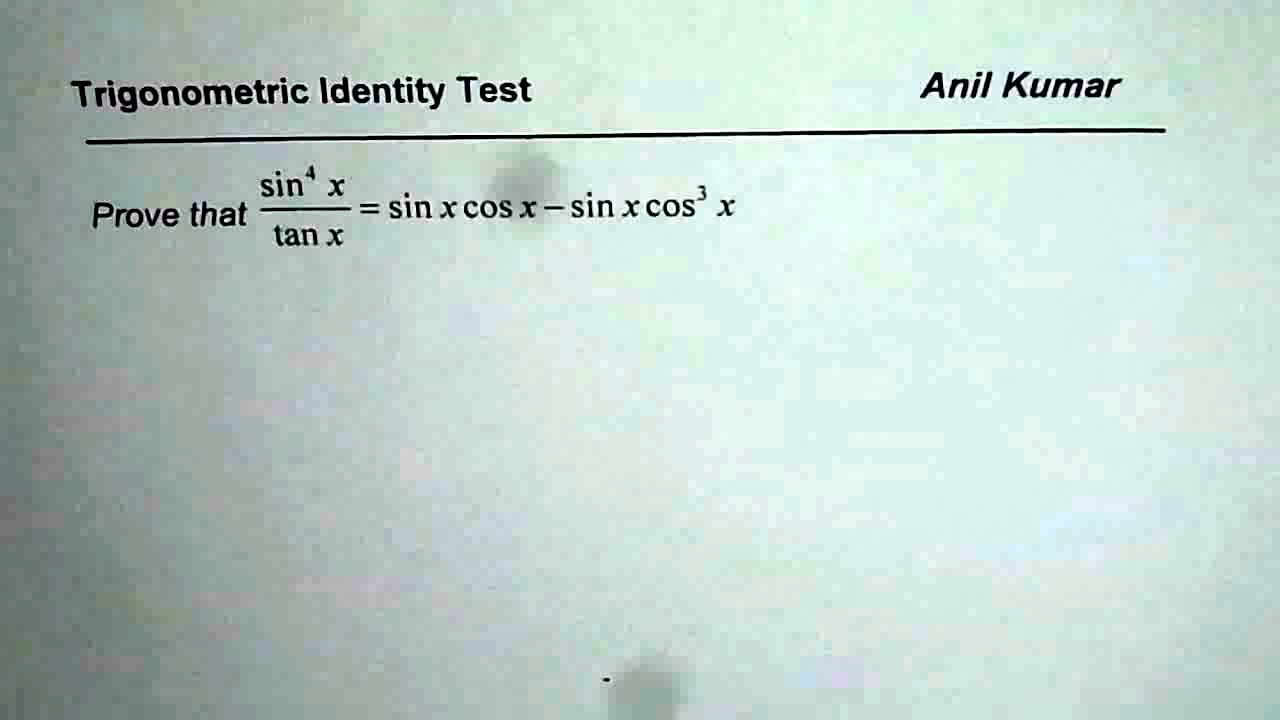 Trigonometric Identity Test Anil Kumar
Prove that sin⁴ x / tan x = sin x cos x − sin x cos³ x